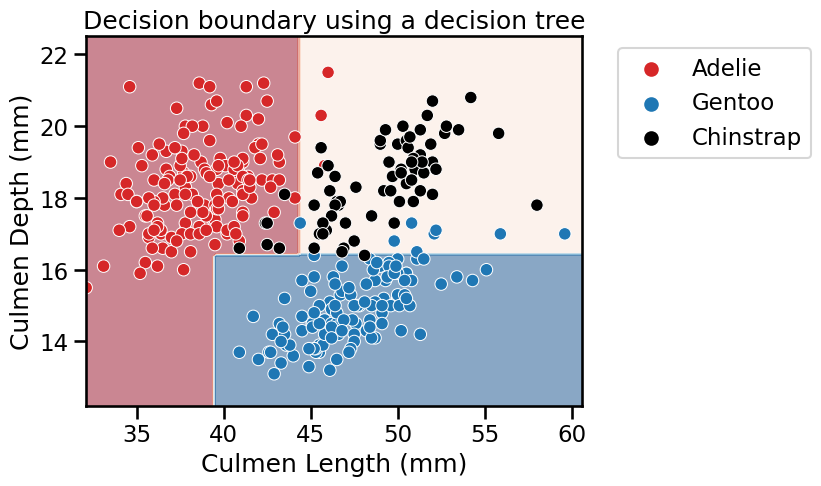 Decision boundary using a decision tree
22
20
18
16
14
Culmen Depth (mm)
35 40 45 50 55 60
Culmen Length (mm)
Adelie
Gentoo
Chinstrap